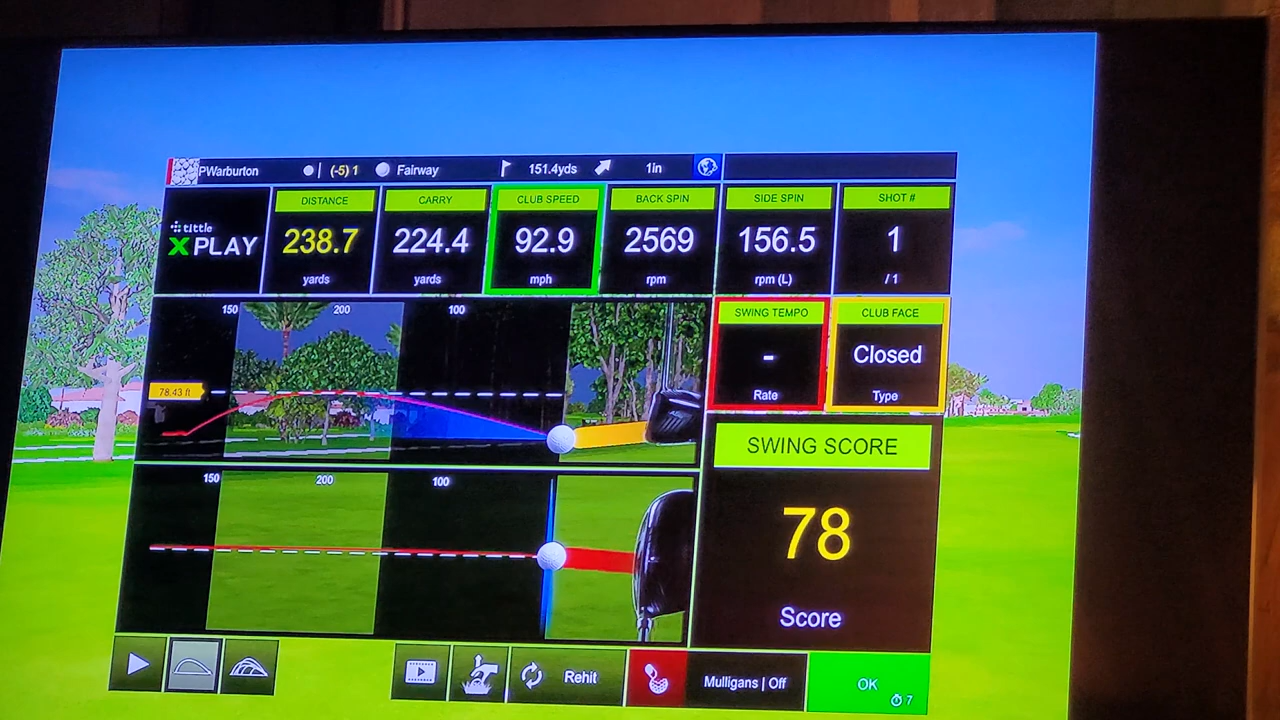 PWarburton (-5) 1 Fairway 151.4yds 1in
tittle
X PLAY
DISTANCE
238.7
yards
CARRY
224.4
yards
CLUB SPEED
92.9
mph
BACK SPIN
2569
rpm
SIDE SPIN
156.5
rpm (L)
SHOT #
1
/ 1
150 200 100
78.43 ft
SWING TEMPO
-
Rate
CLUB FACE
Closed
Type
150 200 100
SWING SCORE
78
Score
Rehit
Mulligans | Off
OK
7